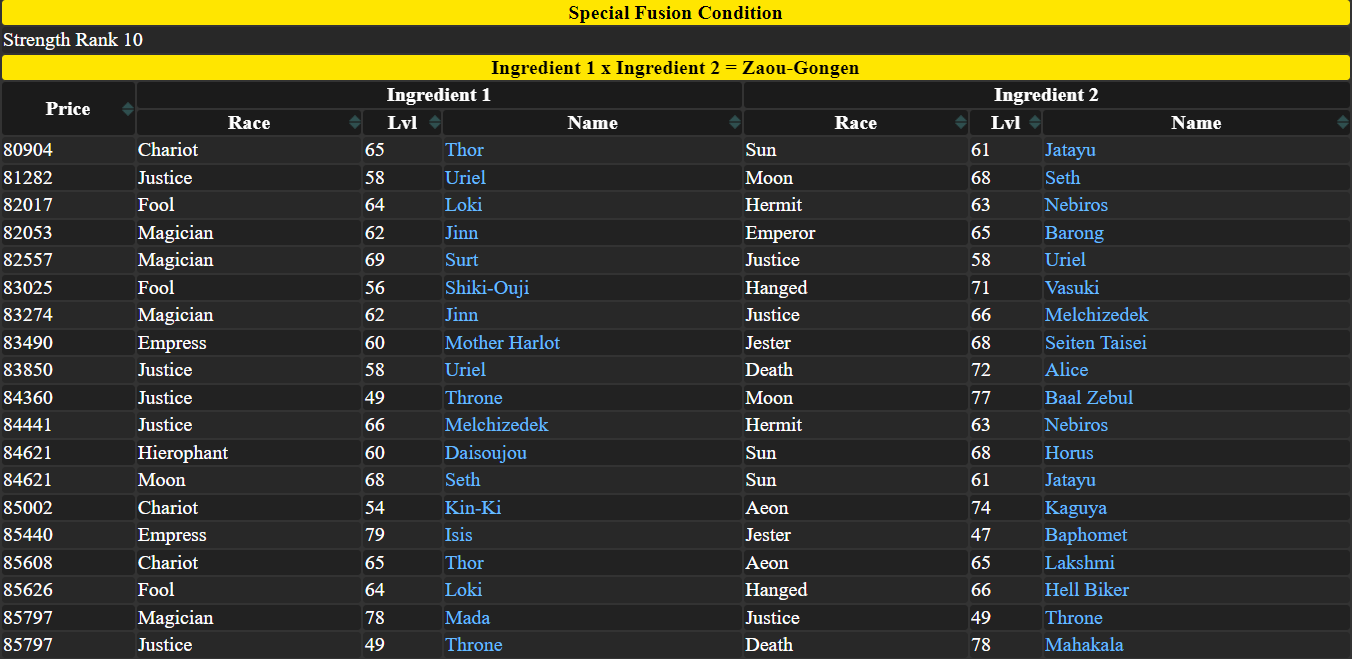 Special Fusion Condition
Strength Rank 10
Ingredient 1 x Ingredient 2 = Zaou-Gongen
Price Ingredient 1 Ingredient 2
Race Lvl Name Race Lvl Name
80904 Chariot 65 Thor Sun 61 Jatayu
81282 Justice 58 Uriel Moon 68 Seth
82017 Fool 64 Loki Hermit 63 Nebiros
82053 Magician 62 Jinn Emperor 65 Barong
82557 Magician 69 Surt Justice 58 Uriel
83025 Fool 56 Shiki-Ouji Hanged 71 Vasuki
83274 Magician 62 Jinn Justice 66 Melchizedek
83490 Empress 60 Mother Harlot Jester 68 Seiten Taisei
83850 Justice 58 Uriel Death 72 Alice
84360 Justice 49 Throne Moon 77 Baal Zebul
84441 Justice 66 Melchizedek Hermit 63 Nebiros
84621 Hierophant 60 Daisoujou Sun 68 Horus
84621 Moon 68 Seth Sun 61 Jatayu
85002 Chariot 54 Kin-Ki Aeon 74 Kaguya
85440 Empress 79 Isis Jester 47 Baphomet
85608 Chariot 65 Thor Aeon 65 Lakshmi
85626 Fool 64 Loki Hanged 66 Hell Biker
85797 Magician 78 Mada Justice 49 Throne
85797 Justice 49 Throne Death 78 Mahakala